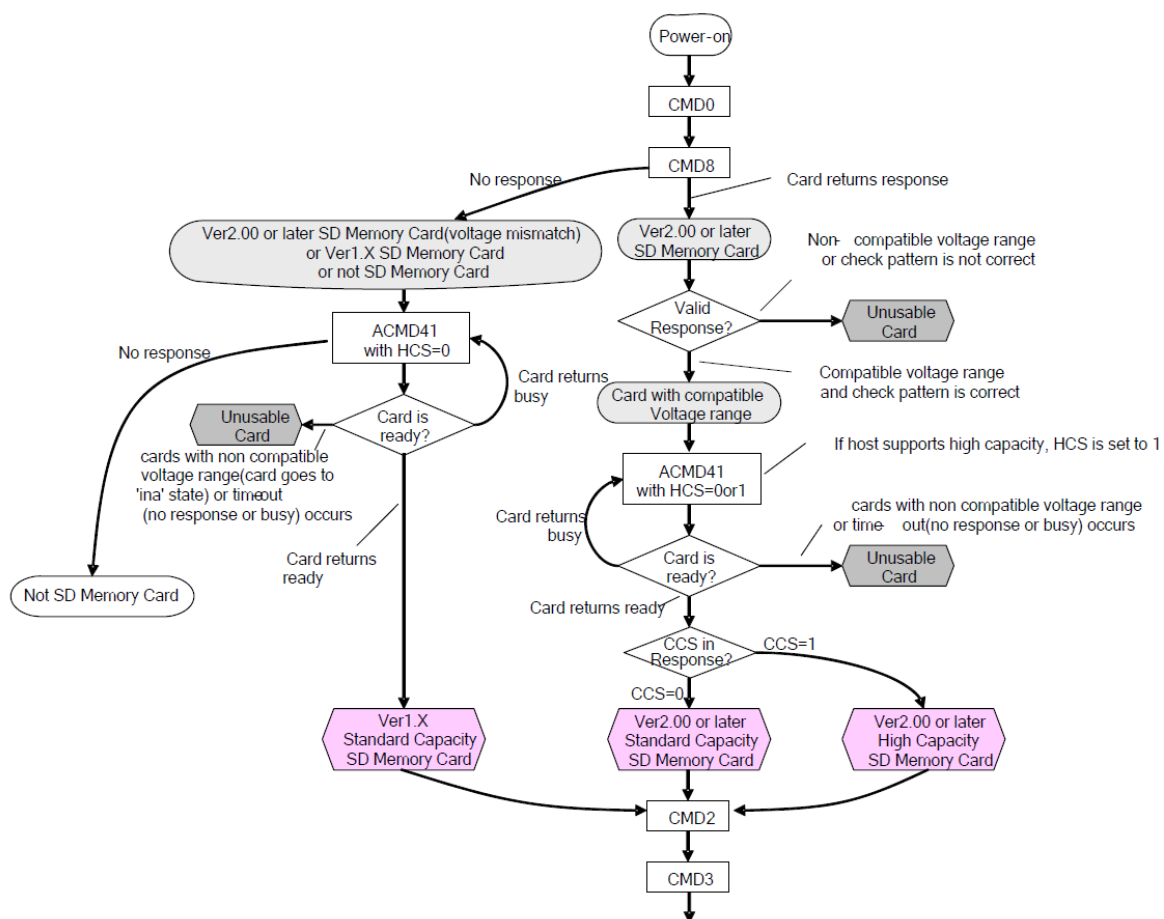 Power-on
CMD0
CMD8
No response
Card returns response
Ver2.00 or later SD Memory Card(voltage mismatch)
or Ver1.X SD Memory Card
or not SD Memory Card
Ver2.00 or later
SD Memory Card
Non- compatible voltage range
or check pattern is not correct
Valid
Response?
Unusable
Card
ACMD41
with HCS=0
No response
Card returns
busy
Compatible voltage range
and check pattern is correct
Card with compatible
Voltage range
Card is
ready?
Unusable
Card
cards with non compatible
voltage range(card goes to
'ina' state) or timeout
(no response or busy) occurs
If host supports high capacity, HCS is set to 1
ACMD41
with HCS=0or1
Card returns
busy
cards with non compatible voltage range
or time- out(no response or busy) occurs
Card is
ready?
Unusable
Card
Card returns
ready
Not SD Memory Card
Card returns ready
CCS in
Response?
CCS=1
CCS=0
Ver1.X
Standard Capacity
SD Memory Card
Ver2.00 or later
Standard Capacity
SD Memory Card
Ver2.00 or later
High Capacity
SD Memory Card
CMD2
CMD3